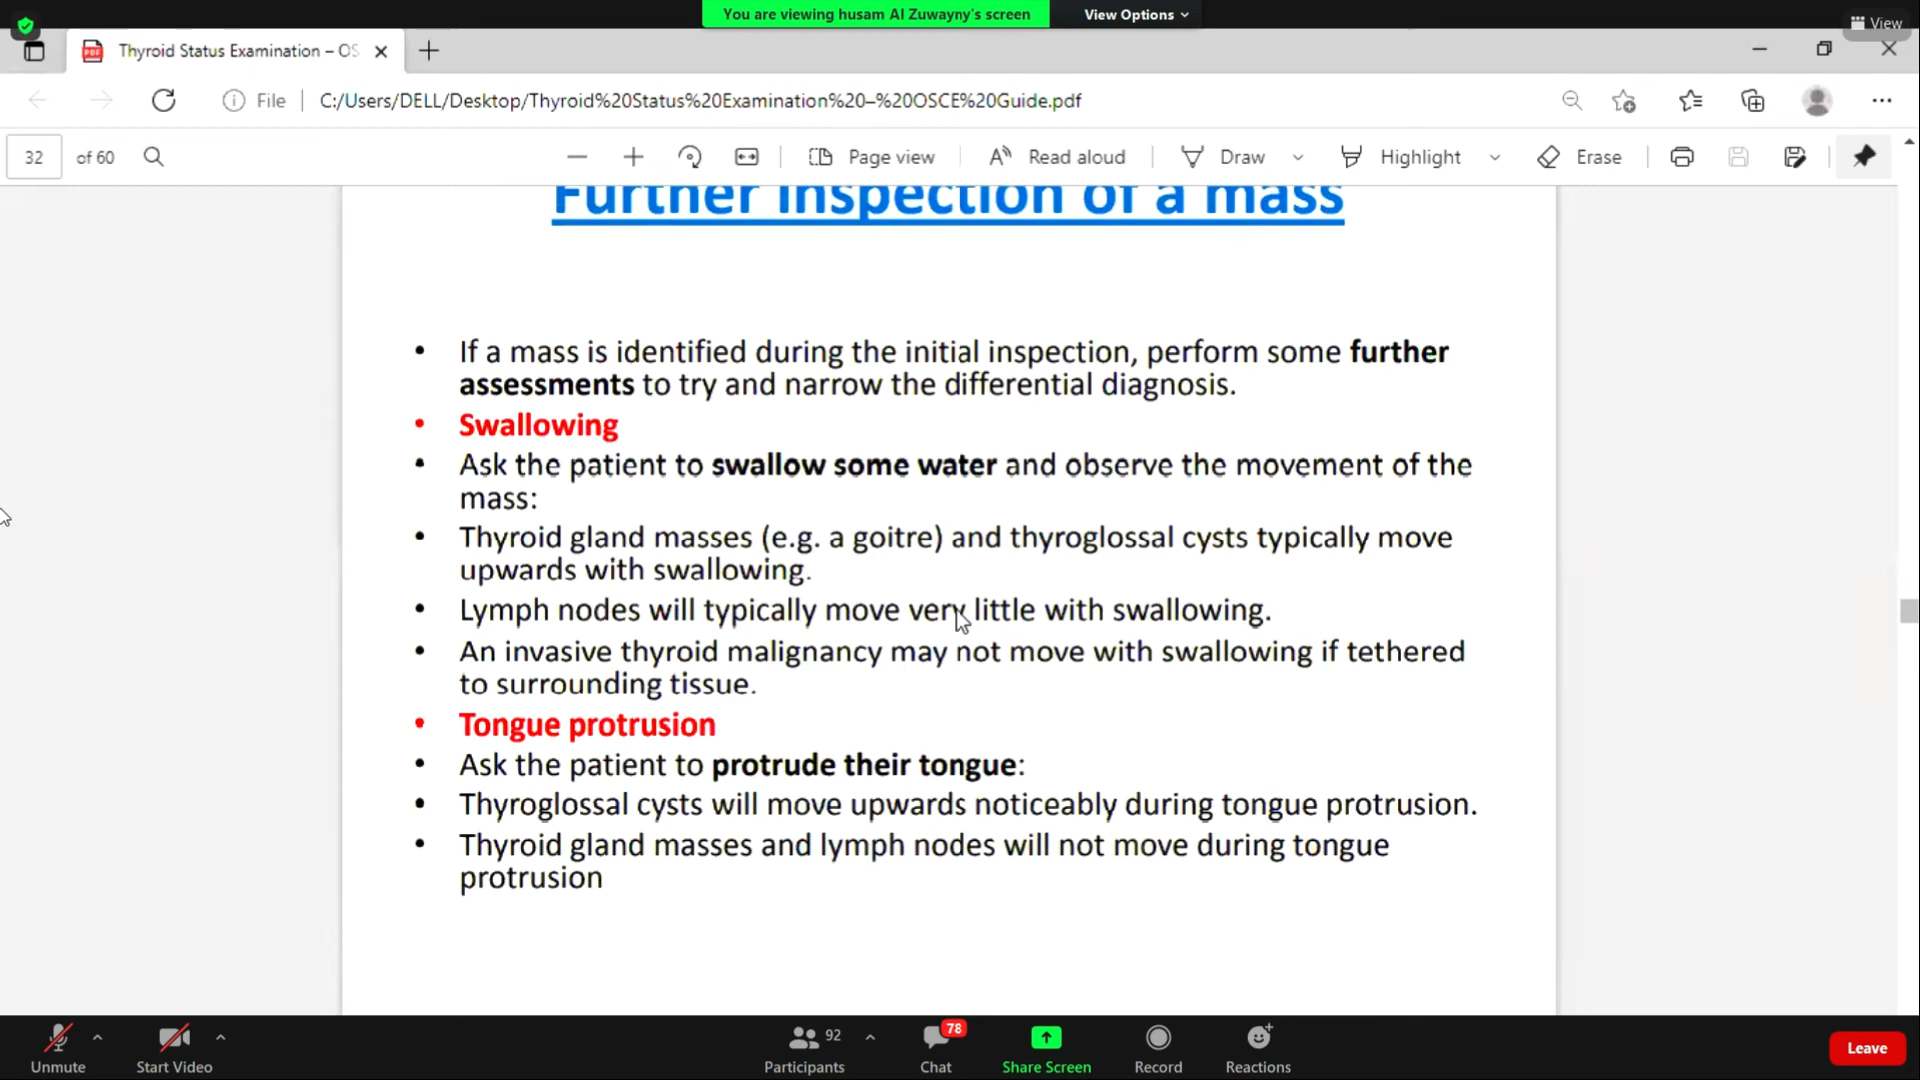 You are viewing husam Al Zuwayny's screen
View Options
View
Thyroid Status Examination – OS
File
C:/Users/DELL/Desktop/Thyroid%20Status%20Examination%20–%20OSCE%20Guide.pdf
32 of 60
Page view
Read aloud
Draw
Highlight
Erase
Further inspection of a mass
• If a mass is identified during the initial inspection, perform some further
assessments to try and narrow the differential diagnosis.
• Swallowing
• Ask the patient to swallow some water and observe the movement of the
mass:
• Thyroid gland masses (e.g. a goitre) and thyroglossal cysts typically move
upwards with swallowing.
• Lymph nodes will typically move very little with swallowing.
• An invasive thyroid malignancy may not move with swallowing if tethered
to surrounding tissue.
• Tongue protrusion
• Ask the patient to protrude their tongue:
• Thyroglossal cysts will move upwards noticeably during tongue protrusion.
• Thyroid gland masses and lymph nodes will not move during tongue
protrusion
Unmute
Start Video
92
Participants
78
Chat
Share Screen
Record
Reactions
Leave